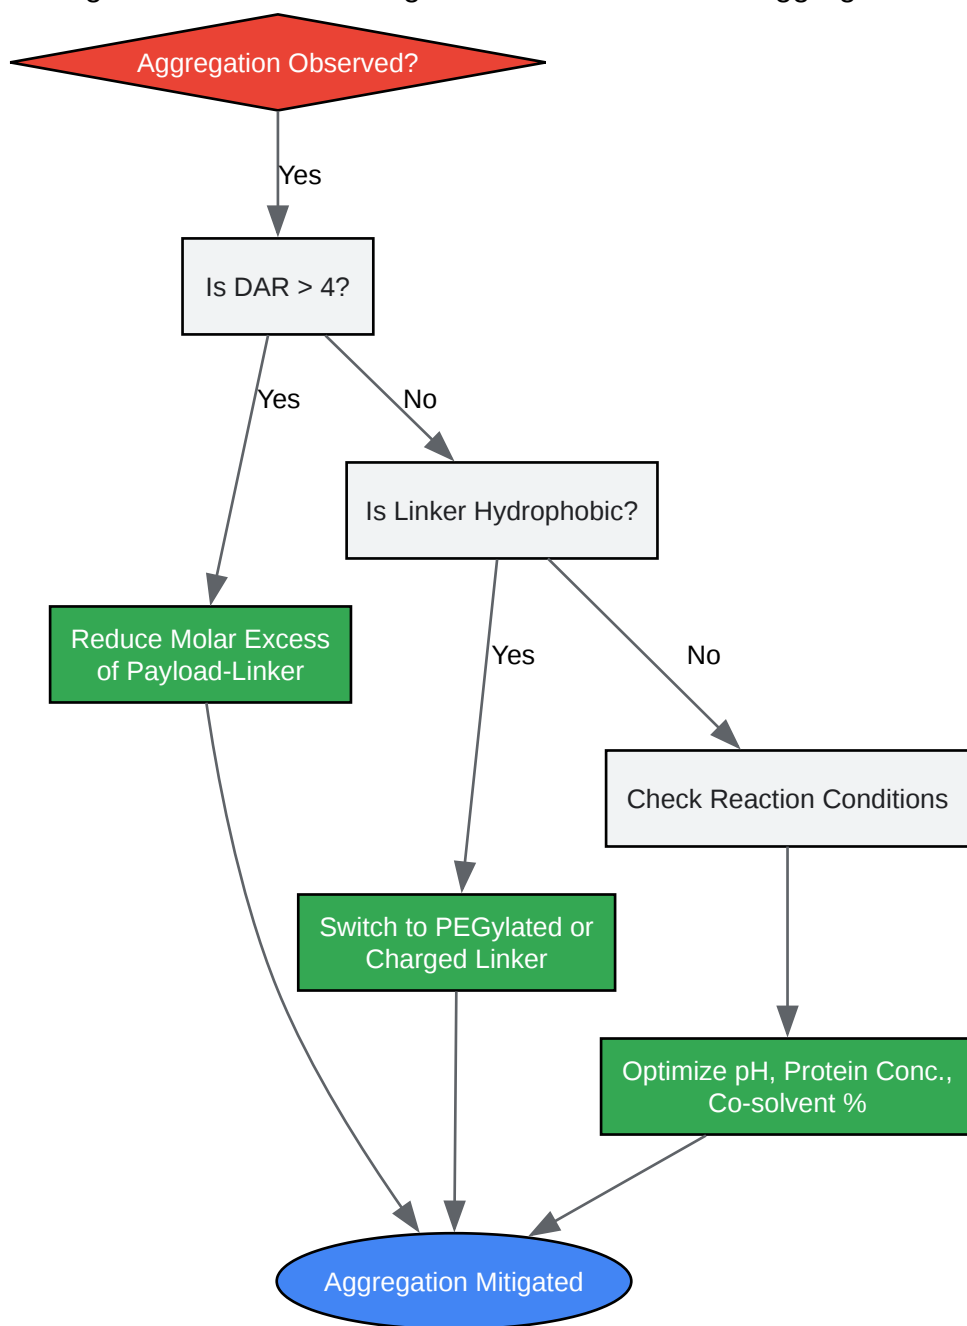 Aggregation Observed?
Yes
Is DAR > 4?
Yes
No
Is Linker Hydrophobic?
Reduce Molar Excess
of Payload-Linker
Yes
No
Check Reaction Conditions
Switch to PEGylated or
Charged Linker
Optimize pH, Protein Conc.,
Co-solvent %
Aggregation Mitigated